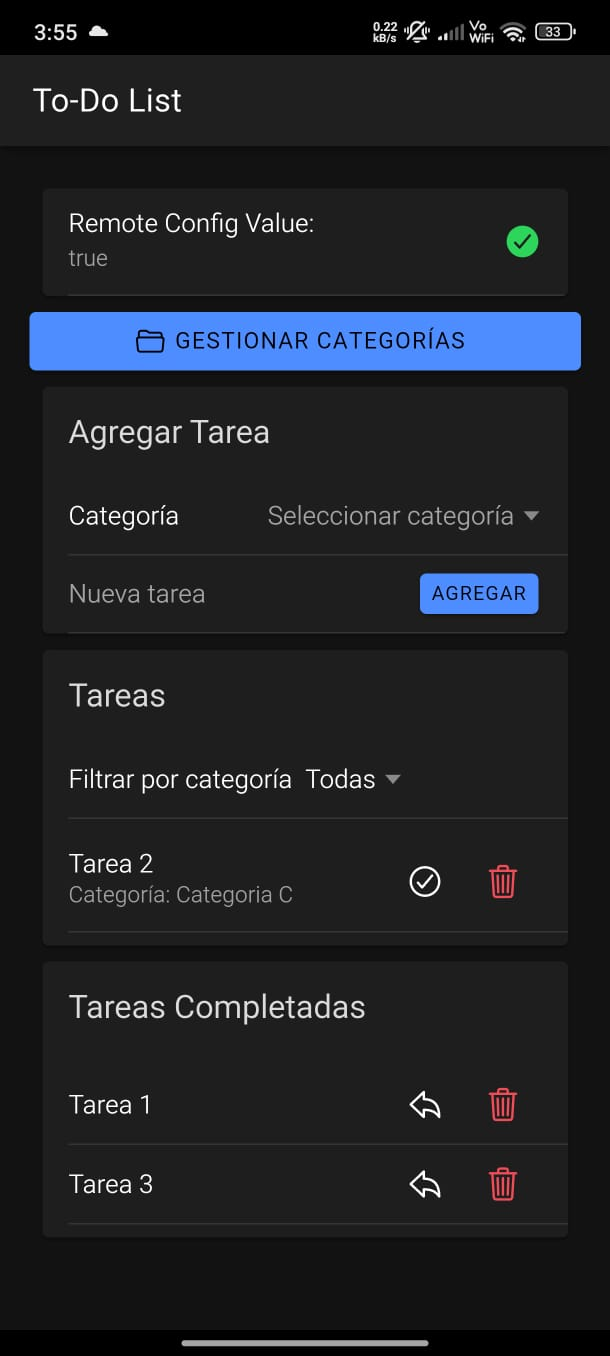 3:55
0.22
kB/s
Vo
WiFi
33
To-Do List
Remote Config Value:
true
GESTIONAR CATEGORÍAS
Agregar Tarea
Categoría Seleccionar categoría
Nueva tarea AGREGAR
Tareas
Filtrar por categoría Todas
Tarea 2
Categoría: Categoria C
Tareas Completadas
Tarea 1
Tarea 3